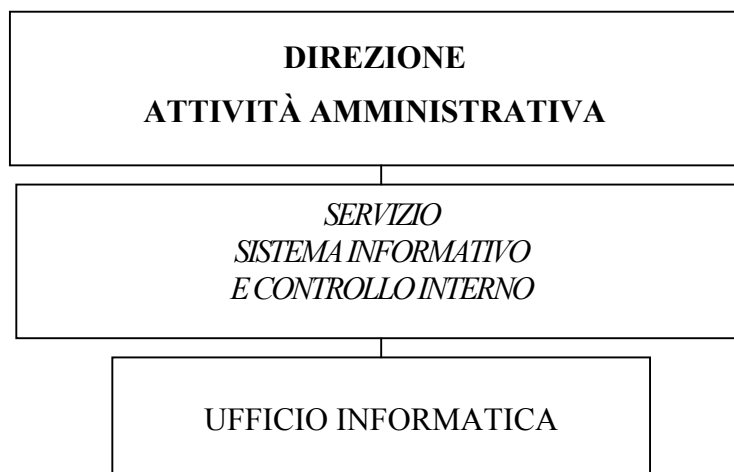 DIREZIONE
ATTIVITÀ AMMINISTRATIVA
SERVIZIO
SISTEMA INFORMATIVO
E CONTROLLO INTERNO
UFFICIO INFORMATICA